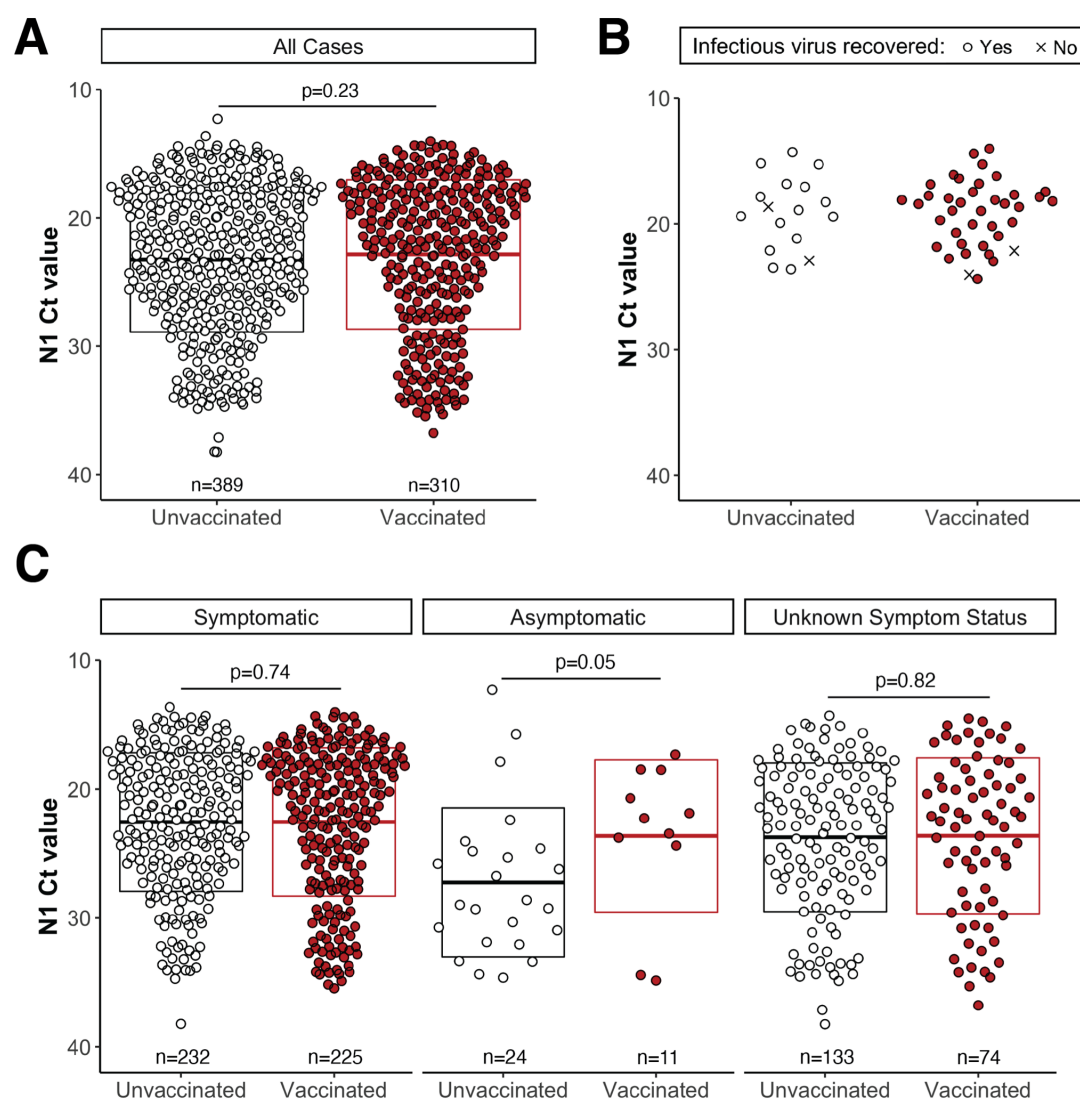 A
All Cases
p=0.23
N1 Ct value
10
20
30
40
n=389
n=310
Unvaccinated
Vaccinated
B
Infectious virus recovered: ○ Yes × No
N1 Ct value
10
20
30
40
Unvaccinated
Vaccinated
C
Symptomatic
Asymptomatic
Unknown Symptom Status
p=0.74
p=0.05
p=0.82
N1 Ct value
10
20
30
40
n=232
n=225
n=24
n=11
n=133
n=74
Unvaccinated
Vaccinated
Unvaccinated
Vaccinated
Unvaccinated
Vaccinated